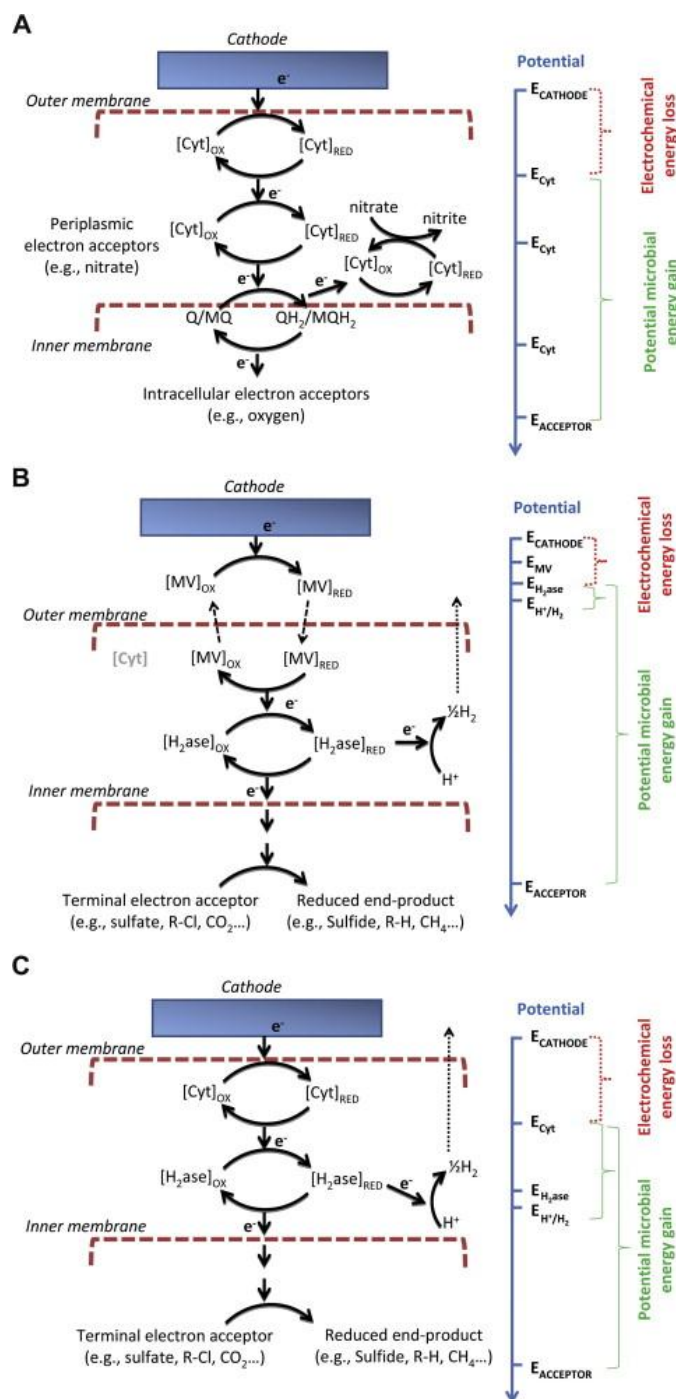 A
Cathode
e-
Outer membrane
[Cyt]OX
[Cyt]RED
e-
Periplasmic
electron acceptors
(e.g., nitrate)
[Cyt]OX
[Cyt]RED
nitrate
nitrite
[Cyt]OX
[Cyt]RED
e-
e-
Q/MQ
QH2/MQH2
Inner membrane
e-
Intracellular electron acceptors
(e.g., oxygen)
Potential
ECATHODE
ECyt
ECyt
ECyt
EACCEPTOR
Electrochemical
energy loss
Potential microbial
energy gain
B
Cathode
e-
[MV]OX
[MV]RED
Outer membrane
[Cyt]
[MV]OX
[MV]RED
e-
[H2ase]OX
[H2ase]RED
e-
½H2
H+
e-
Inner membrane
Terminal electron acceptor
(e.g., sulfate, R-Cl, CO2...)
Reduced end-product
(e.g., Sulfide, R-H, CH4...)
Potential
ECATHODE
EMV
EH2ase
EH+/H2
EACCEPTOR
Electrochemical
energy loss
Potential microbial
energy gain
C
Cathode
e-
Outer membrane
[Cyt]OX
[Cyt]RED
e-
[H2ase]OX
[H2ase]RED
e-
½H2
H+
e-
Inner membrane
Terminal electron acceptor
(e.g., sulfate, R-Cl, CO2...)
Reduced end-product
(e.g., Sulfide, R-H, CH4...)
Potential
ECATHODE
ECyt
EH2ase
EH+/H2
EACCEPTOR
Electrochemical
energy loss
Potential microbial
energy gain